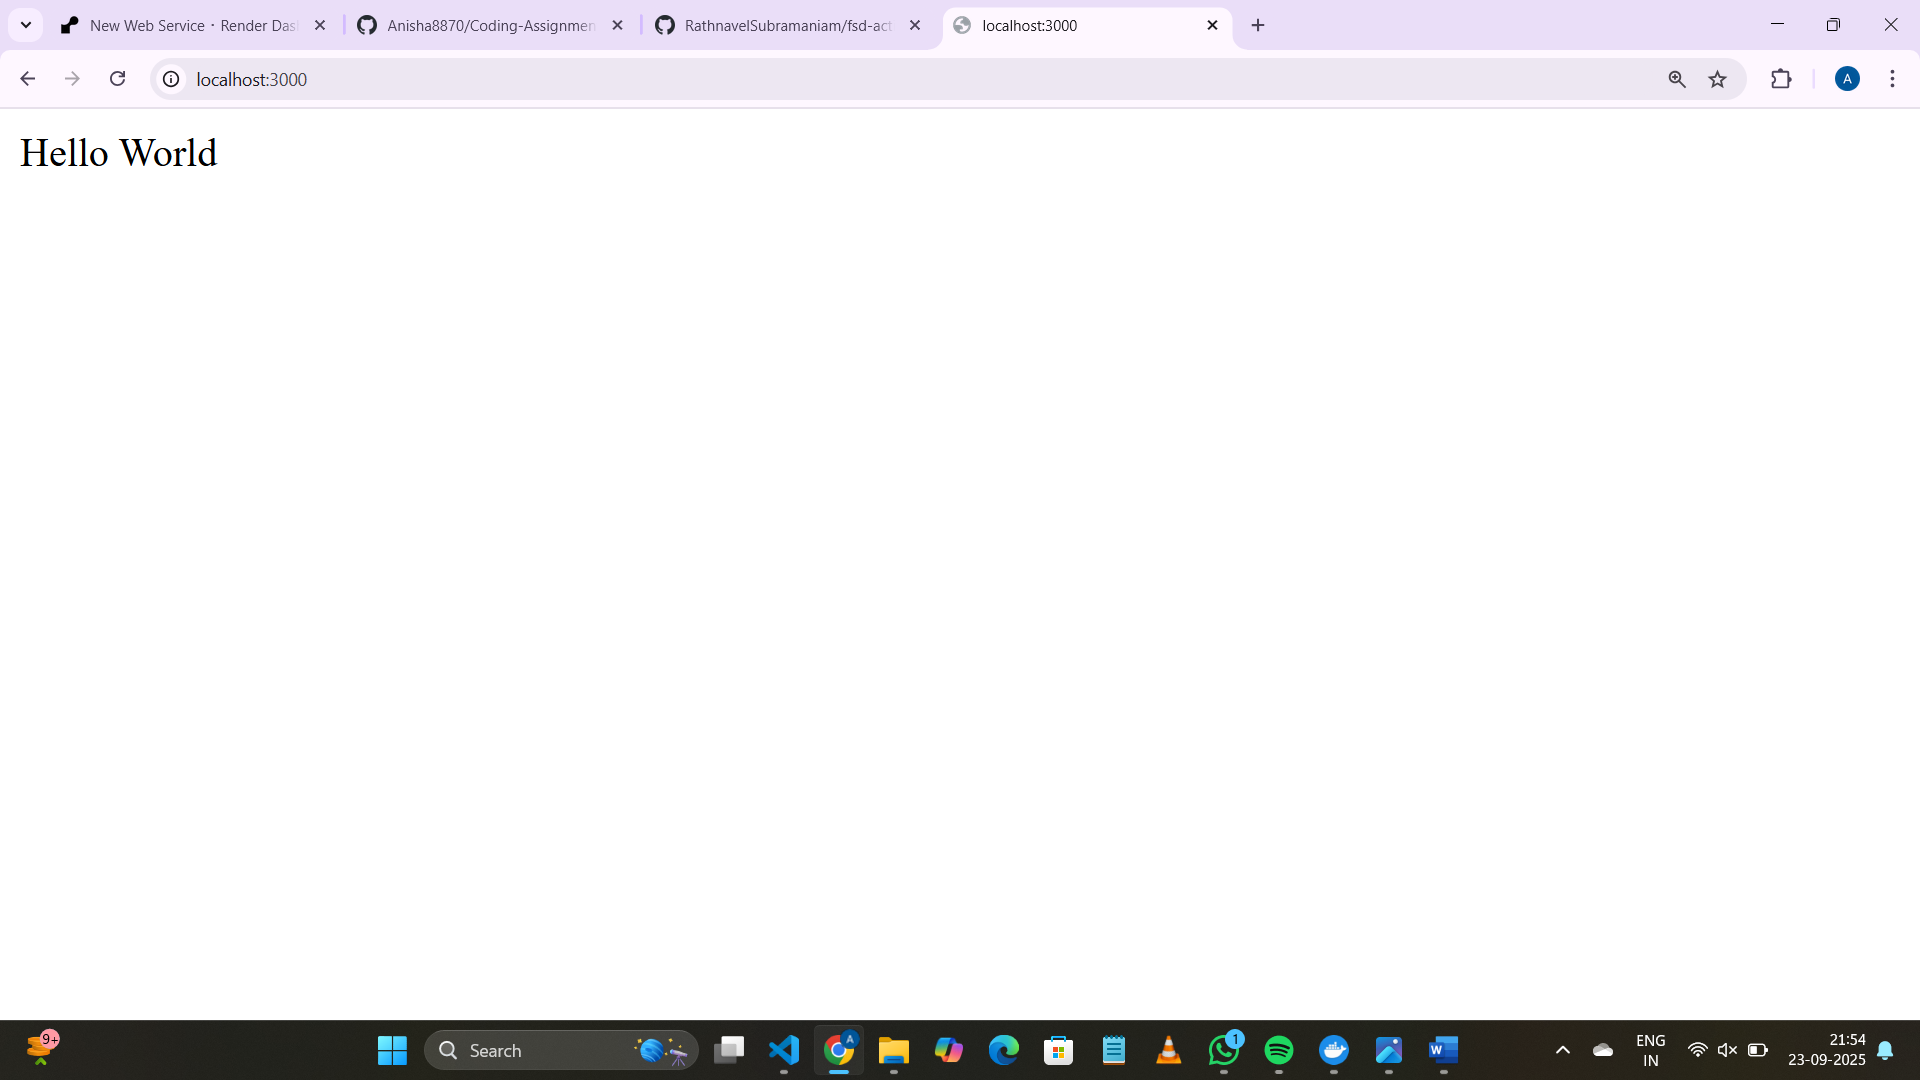 New Web Service · Render Das
Anisha8870/Coding-Assignmen
RathnavelSubramaniam/fsd-act
localhost:3000
localhost:3000
A
Hello World
9+
Search
A
1
W
ENG
IN
21:54
23-09-2025